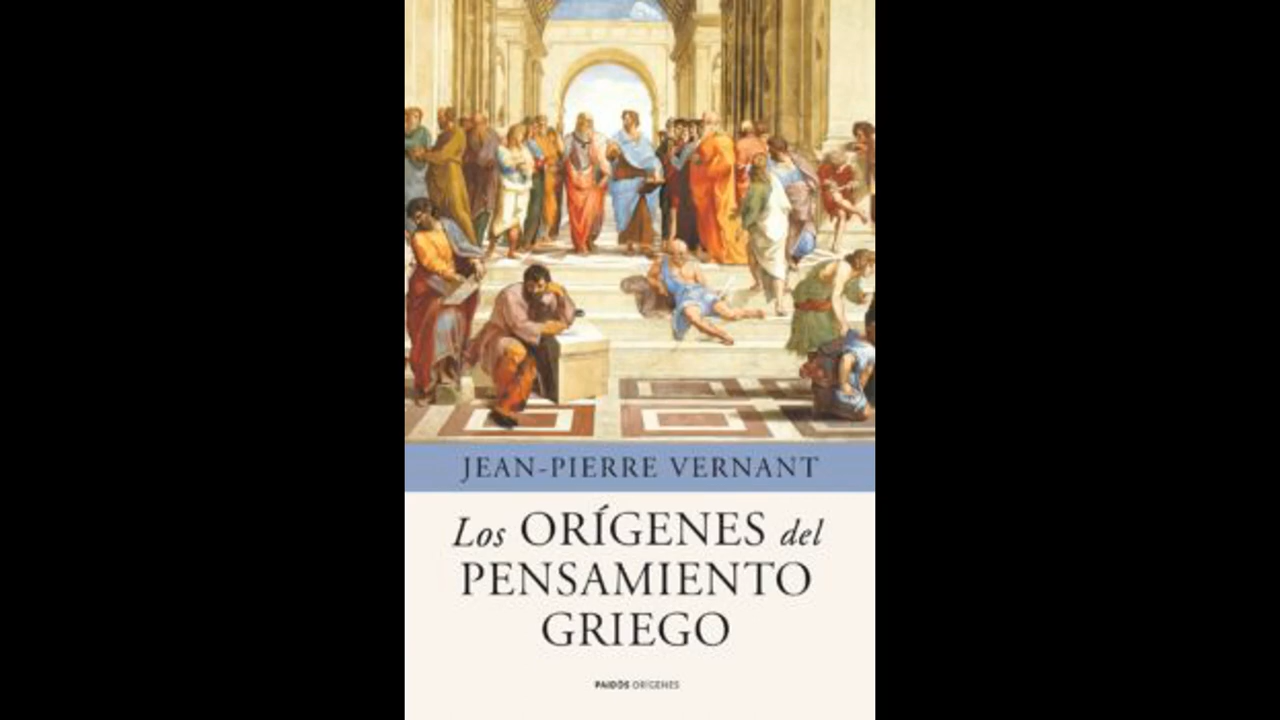 JEAN-PIERRE VERNANT
Los ORÍGENES del
PENSAMIENTO
GRIEGO
PAIDÓS ORÍGENES